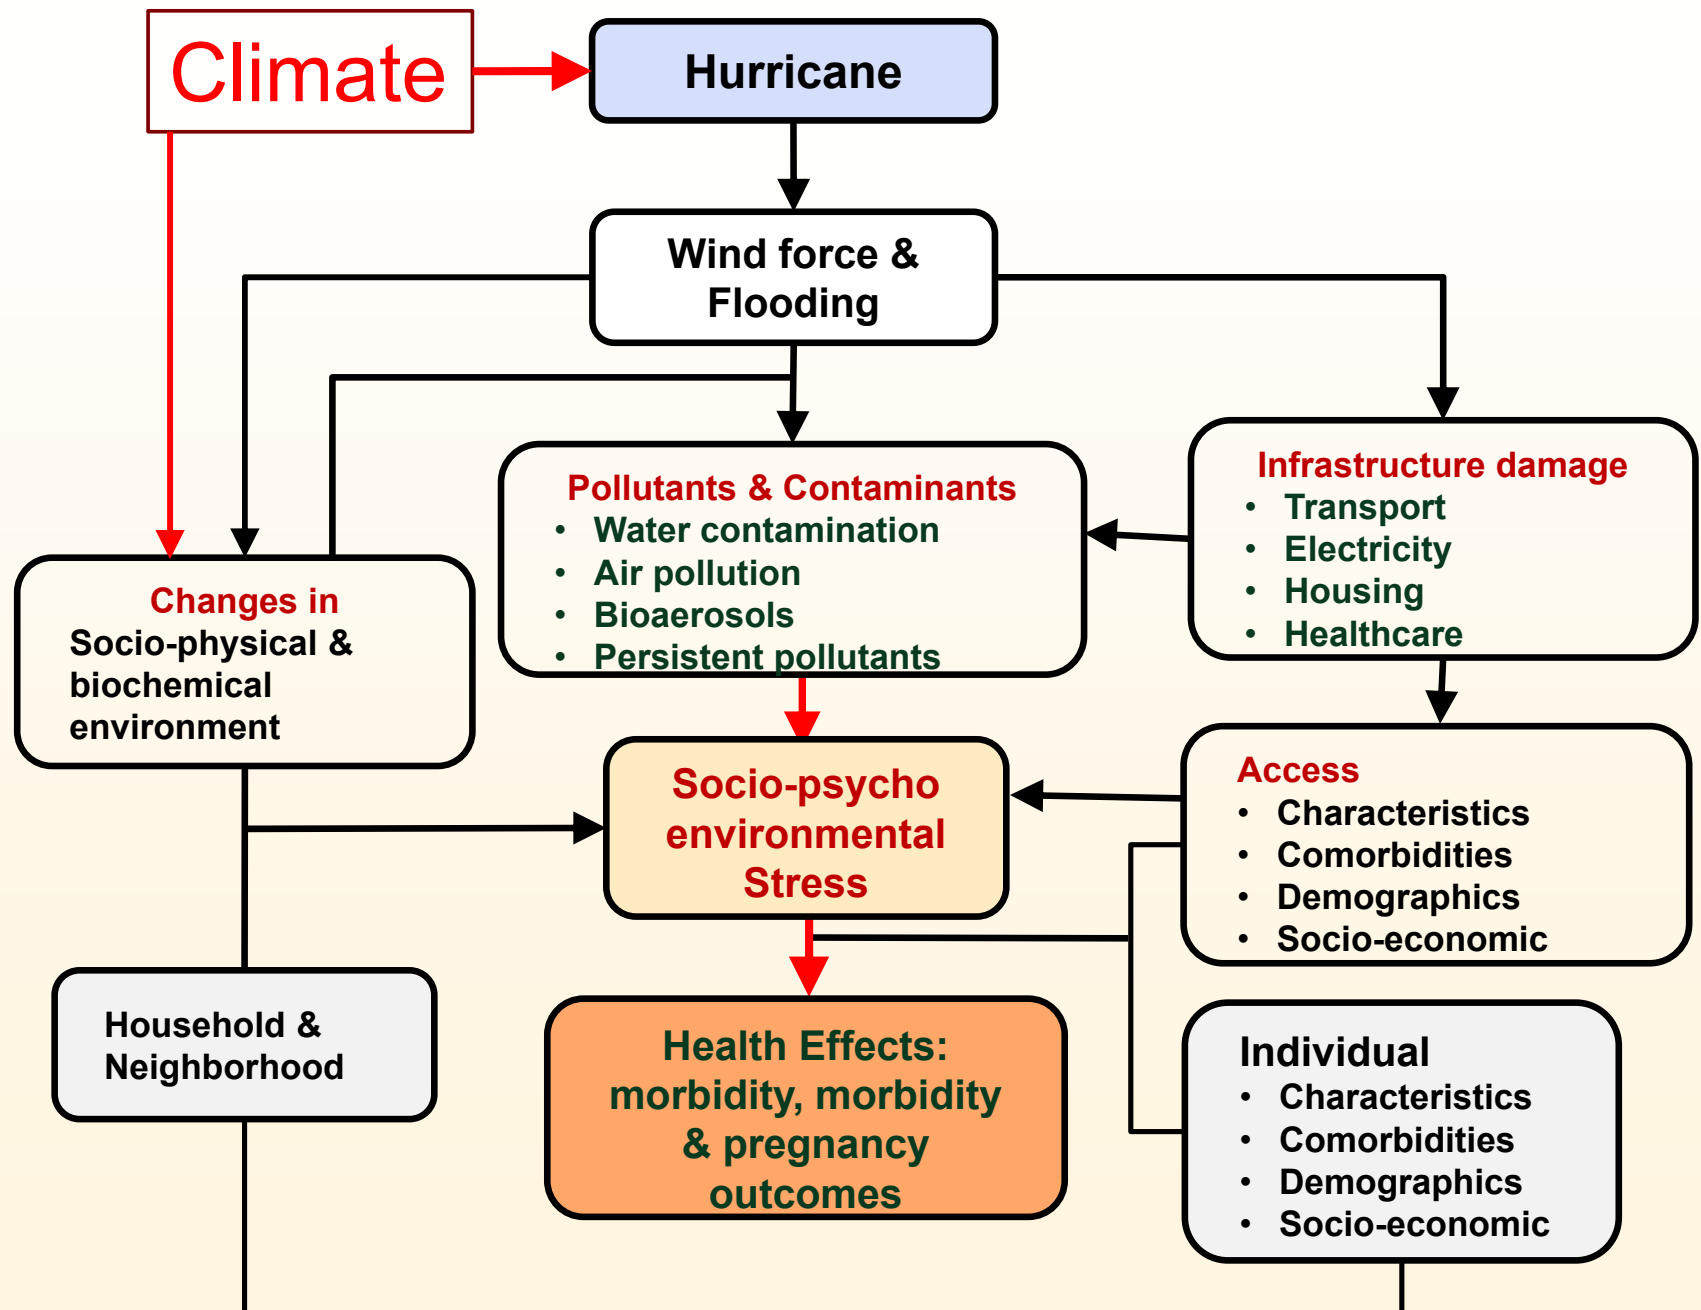 Climate
Hurricane
Wind force &
Flooding
Pollutants & Contaminants
• Water contamination
• Air pollution
• Bioaerosols
• Persistent pollutants
Infrastructure damage
• Transport
• Electricity
• Housing
• Healthcare
Changes in
Socio-physical &
biochemical
environment
Socio-psycho
environmental
Stress
Access
• Characteristics
• Comorbidities
• Demographics
• Socio-economic
Household &
Neighborhood
Health Effects:
morbidity, morbidity
& pregnancy
outcomes
Individual
• Characteristics
• Comorbidities
• Demographics
• Socio-economic